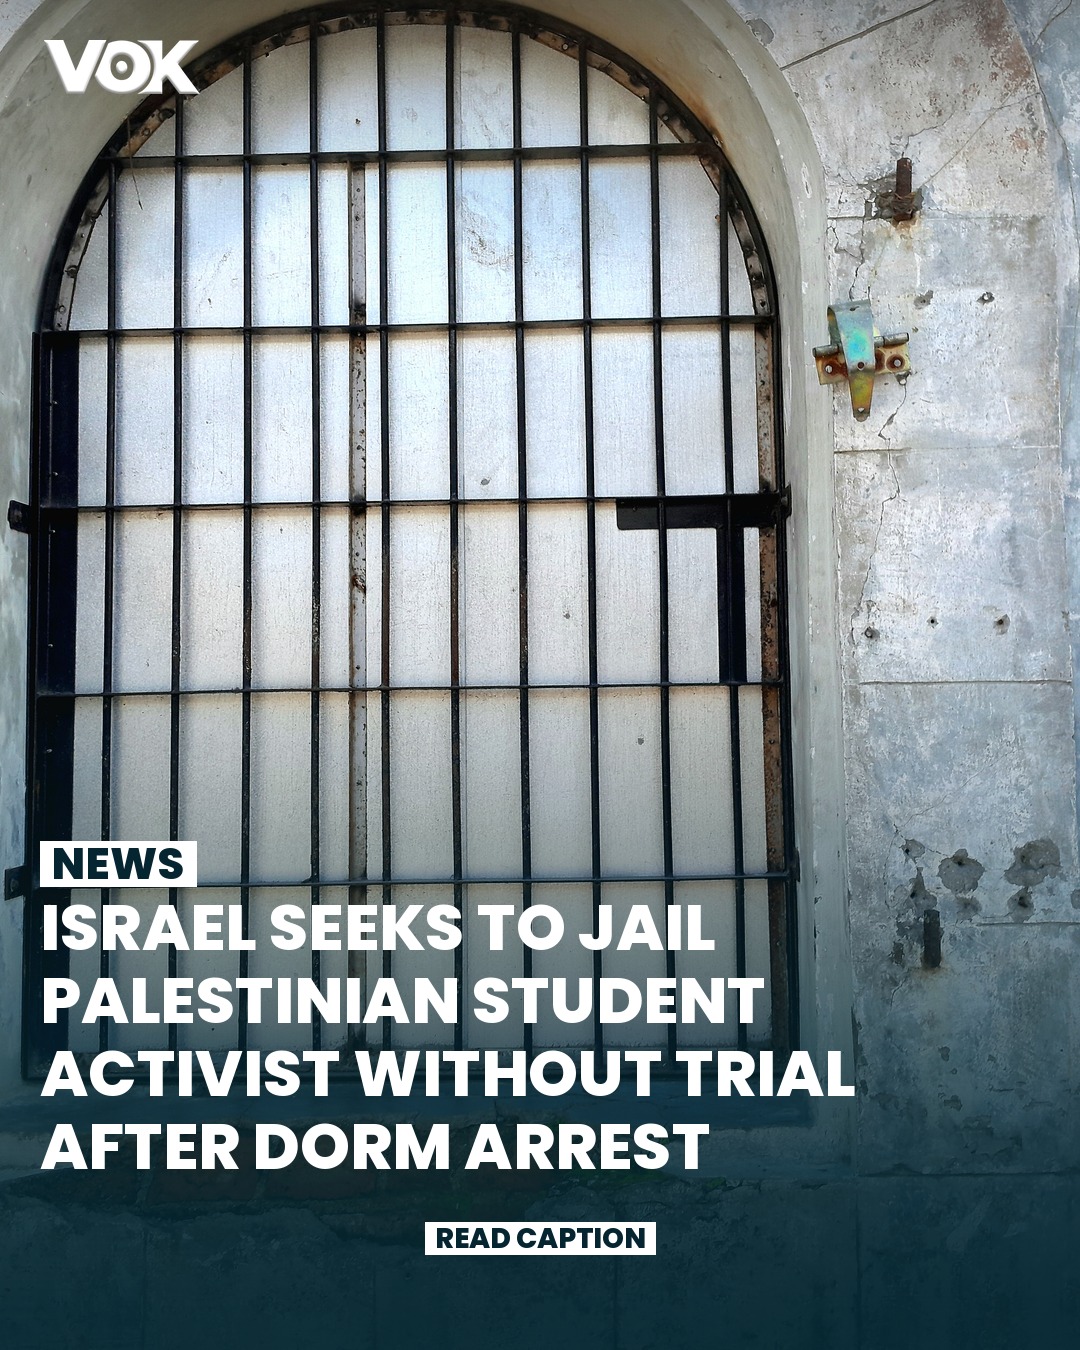 VOK
NEWS
ISRAEL SEEKS TO JAIL
PALESTINIAN STUDENT
ACTIVIST WITHOUT TRIAL
AFTER DORM ARREST
READ CAPTION